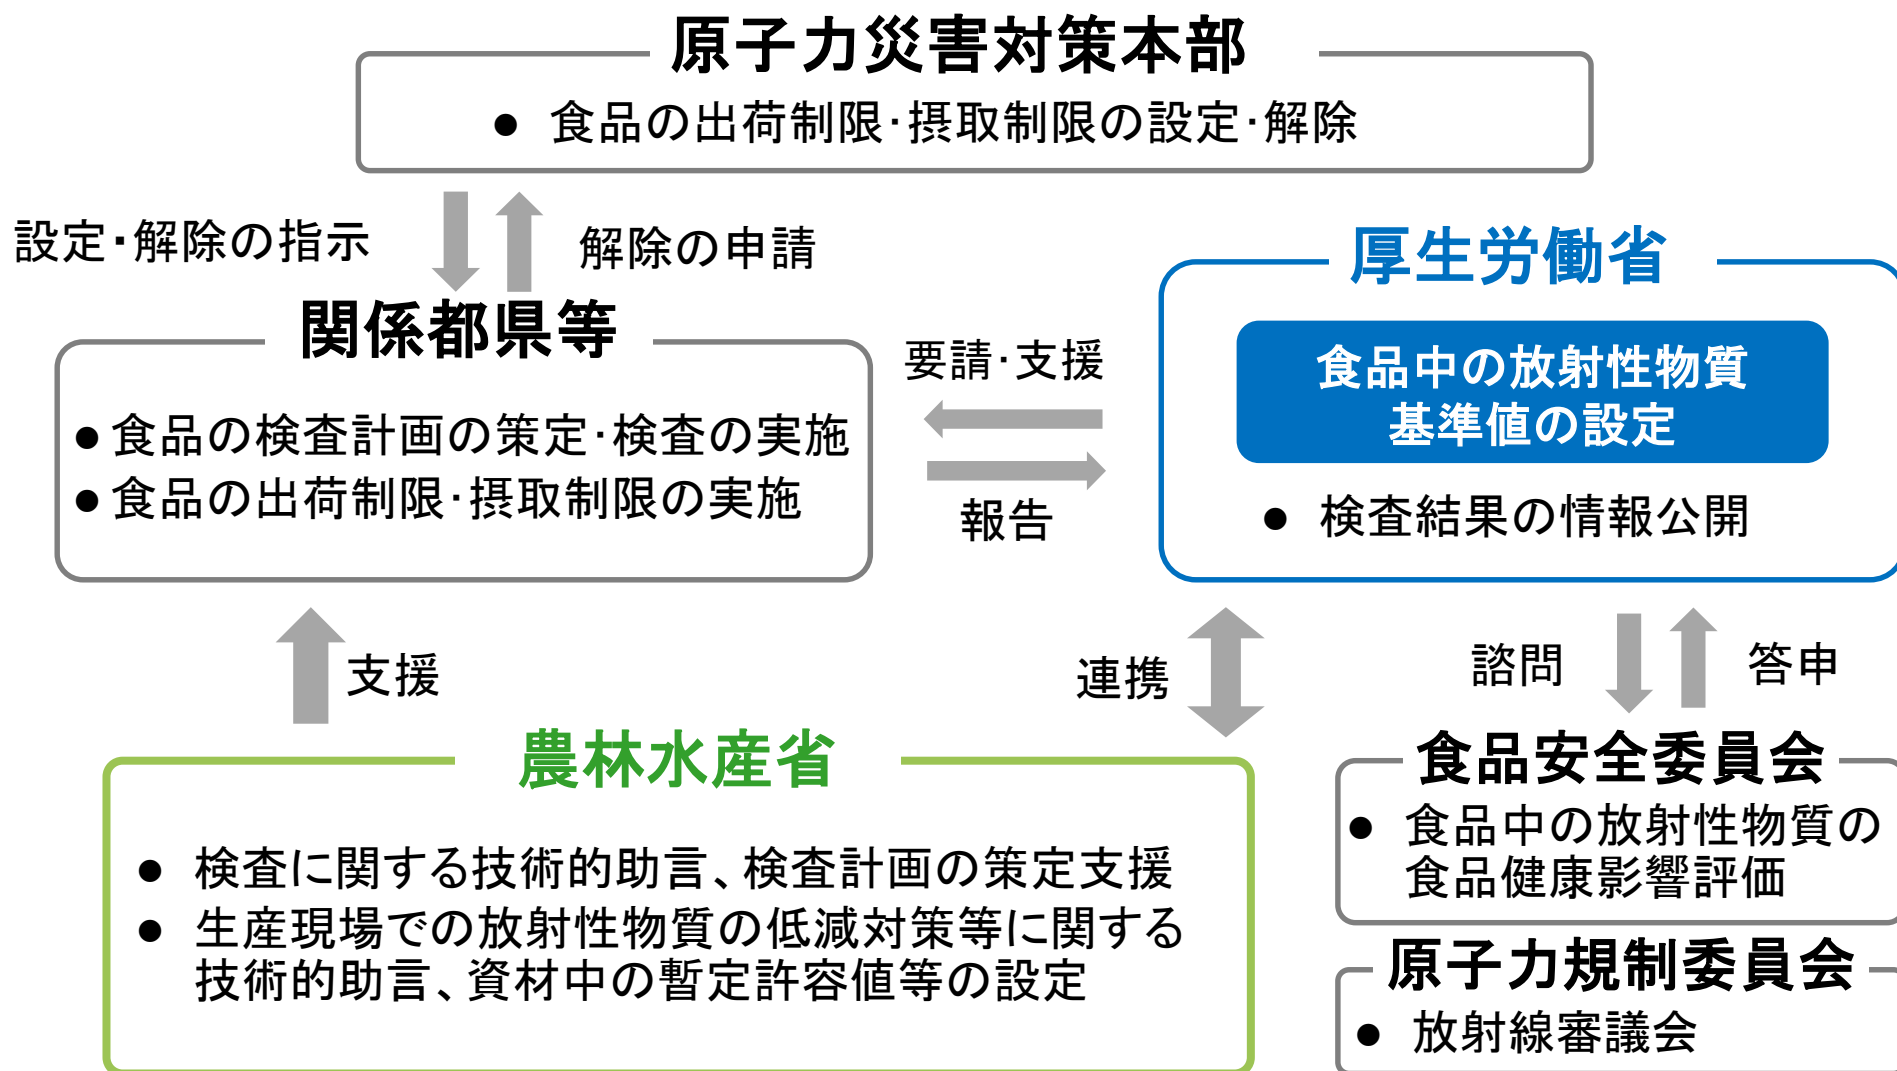 原子力災害対策本部
● 食品の出荷制限・摂取制限の設定・解除
設定・解除の指示
解除の申請
関係都県等
● 食品の検査計画の策定・検査の実施
● 食品の出荷制限・摂取制限の実施
要請・支援
報告
厚生労働省
食品中の放射性物質
基準値の設定
● 検査結果の情報公開
支援
連携
諮問
答申
農林水産省
● 検査に関する技術的助言、検査計画の策定支援
● 生産現場での放射性物質の低減対策等に関する
技術的助言、資材中の暫定許容値等の設定
食品安全委員会
● 食品中の放射性物質の
食品健康影響評価
原子力規制委員会
● 放射線審議会